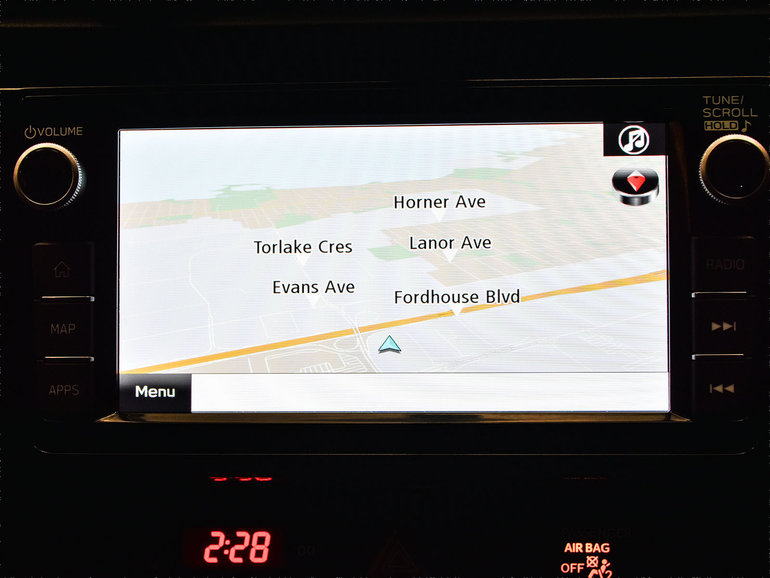 VOLUME
TUNE/
SCROLL
HOLD
Horner Ave
Torlake Cres
Lanor Ave
Evans Ave
Fordhouse Blvd
RADIO
MAP
APPS
Menu
2:28
AIR BAG
OFF
2